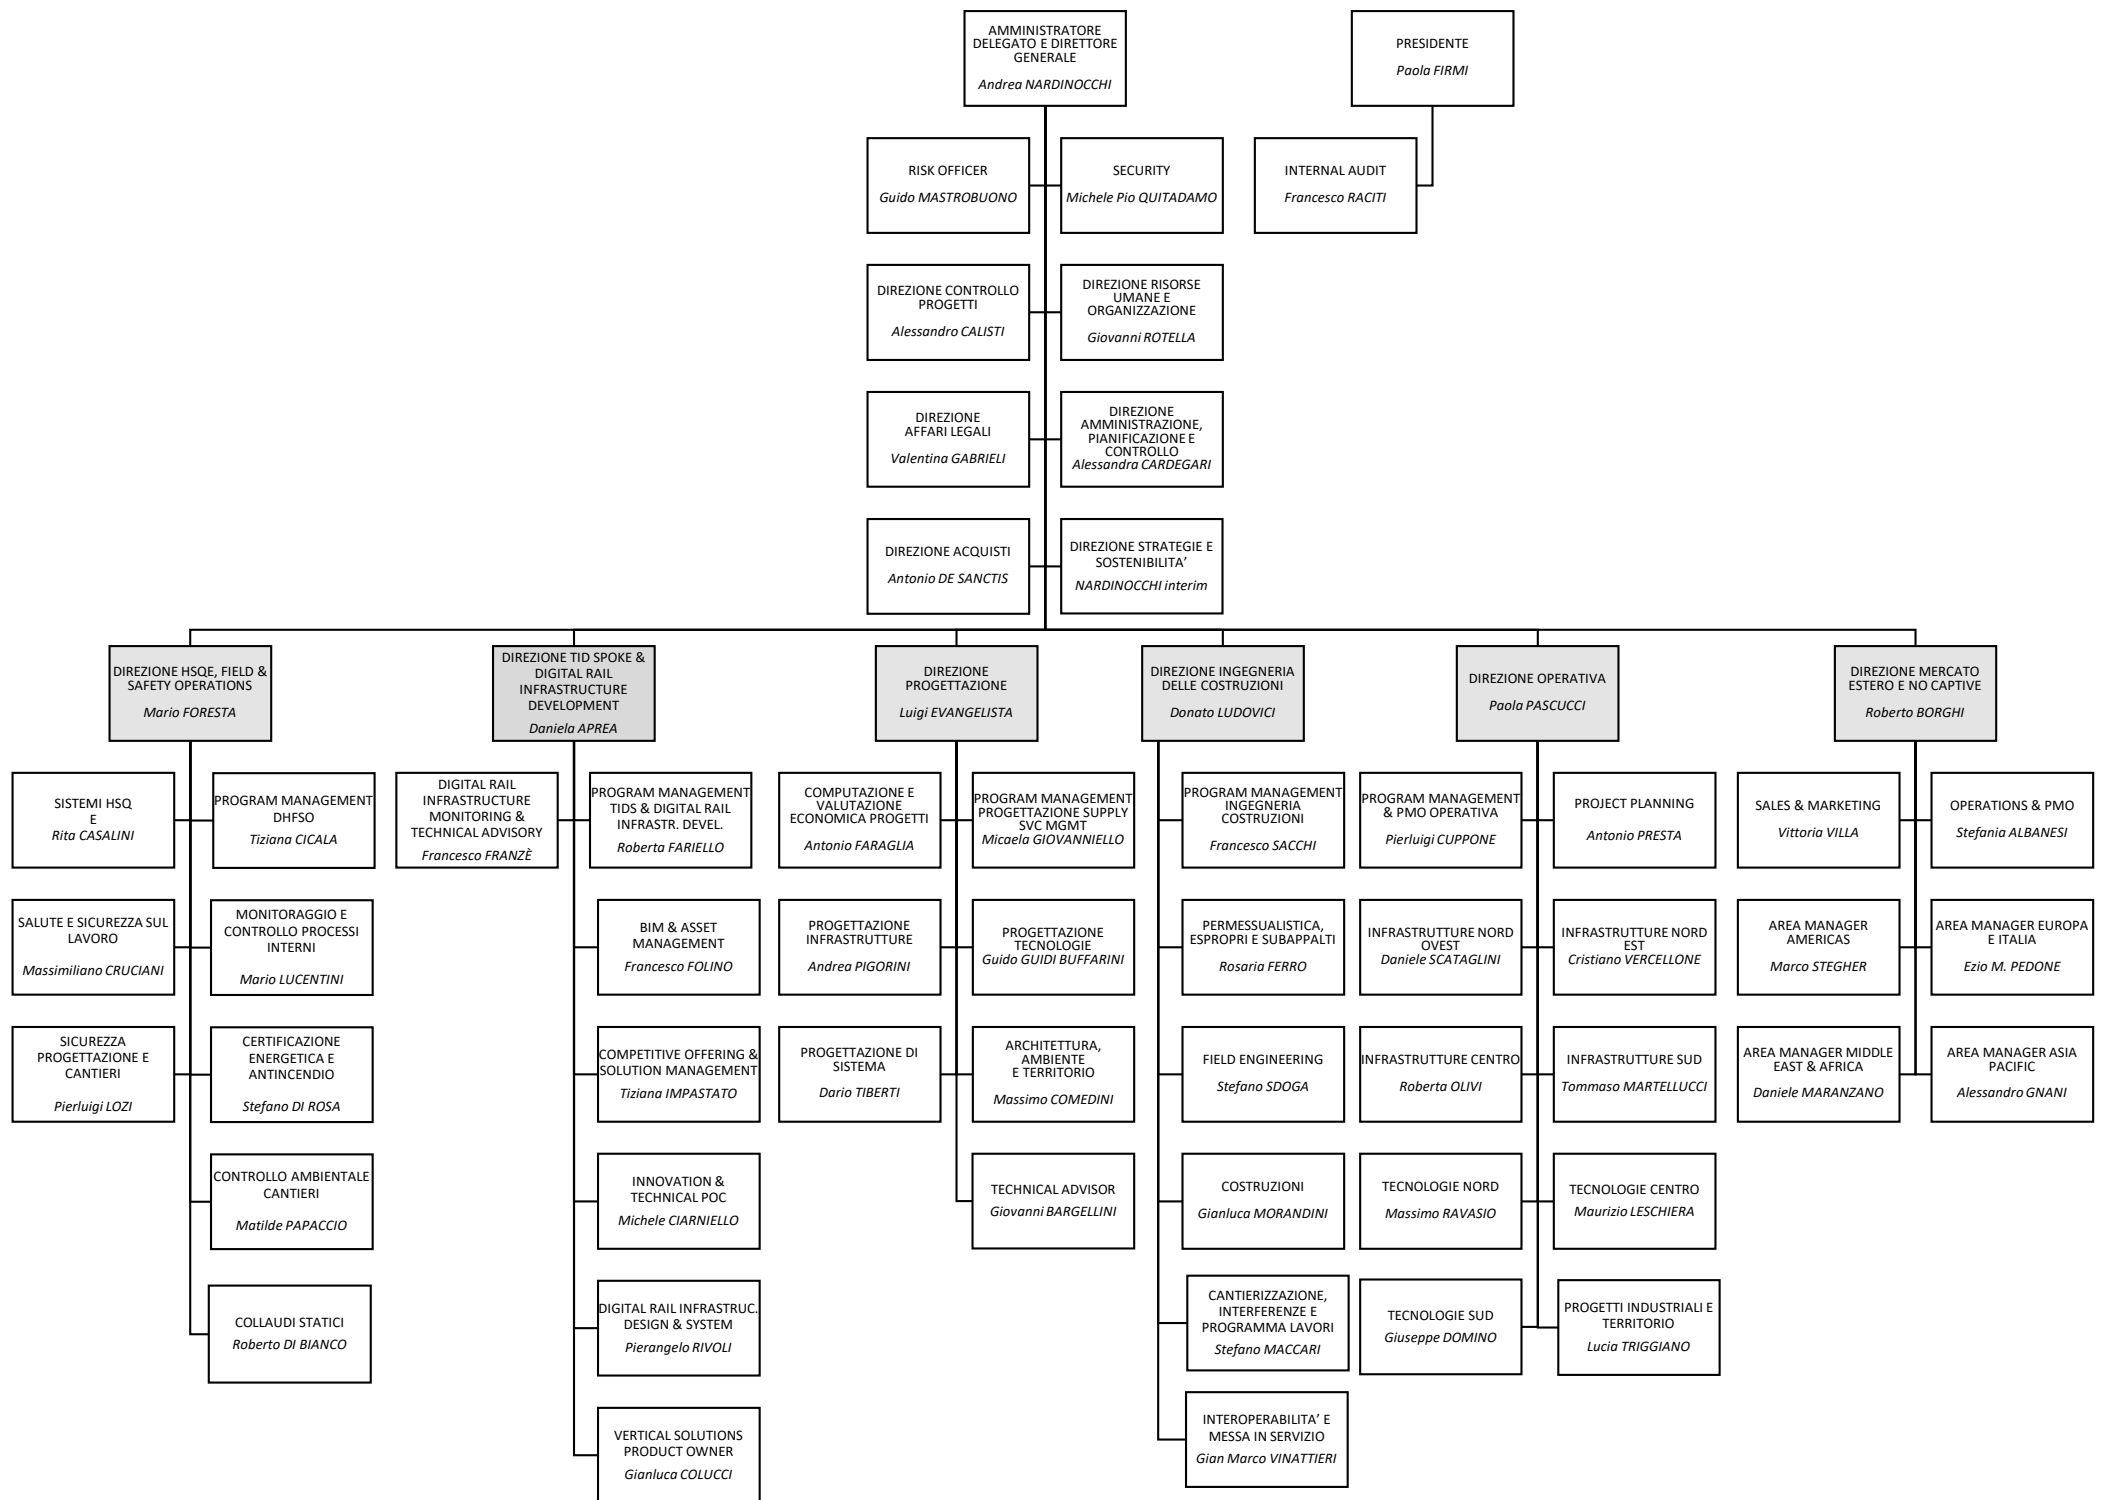 AMMINISTRATORE
DELEGATO E DIRETTORE
GENERALE
Andrea NARDINOCCHI
PRESIDENTE
Paola FIRMI
RISK OFFICER
Guido MASTROBUONO
SECURITY
Michele Pio QUITADAMO
INTERNAL AUDIT
Francesco RACITI
DIREZIONE CONTROLLO
PROGETTI
Alessandro CALISTI
DIREZIONE RISORSE
UMANE E
ORGANIZZAZIONE
Giovanni ROTELLA
DIREZIONE
AFFARI LEGALI
Valentina GABRIELI
DIREZIONE
AMMINISTRAZIONE,
PIANIFICAZIONE E
CONTROLLO
Alessandra CARDEGARI
DIREZIONE ACQUISTI
Antonio DE SANCTIS
DIREZIONE STRATEGIE E
SOSTENIBILITA’
NARDINOCCHI interim
DIREZIONE HSQE, FIELD &
SAFETY OPERATIONS
Mario FORESTA
DIREZIONE TID SPOKE &
DIGITAL RAIL
INFRASTRUCTURE
DEVELOPMENT
Daniela APREA
DIREZIONE
PROGETTAZIONE
Luigi EVANGELISTA
DIREZIONE INGEGNERIA
DELLE COSTRUZIONI
Donato LUDOVICI
DIREZIONE OPERATIVA
Paola PASCUCCI
DIREZIONE MERCATO
ESTERO E NO CAPTIVE
Roberto BORGHI
SISTEMI HSQ
E
Rita CASALINI
PROGRAM MANAGEMENT
DHFSO
Tiziana CICALA
DIGITAL RAIL
INFRASTRUCTURE
MONITORING &
TECHNICAL ADVISORY
Francesco FRANZÈ
PROGRAM MANAGEMENT
TIDS & DIGITAL RAIL
INFRASTR. DEVEL.
Roberta FARIELLO
COMPUTAZIONE E
VALUTAZIONE
ECONOMICA PROGETTI
Antonio FARAGLIA
PROGRAM MANAGEMENT
PROGETTAZIONE SUPPLY
SVC MGMT
Micaela GIOVANNIELLO
PROGRAM MANAGEMENT
INGEGNERIA
COSTRUZIONI
Francesco SACCHI
PROGRAM MANAGEMENT
& PMO OPERATIVA
Pierluigi CUPPONE
PROJECT PLANNING
Antonio PRESTA
SALES & MARKETING
Vittoria VILLA
OPERATIONS & PMO
Stefania ALBANESI
SALUTE E SICUREZZA SUL
LAVORO
Massimiliano CRUCIANI
MONITORAGGIO E
CONTROLLO PROCESSI
INTERNI
Mario LUCENTINI
BIM & ASSET
MANAGEMENT
Francesco FOLINO
PROGETTAZIONE
INFRASTRUTTURE
Andrea PIGORINI
PROGETTAZIONE
TECNOLOGIE
Guido GUIDI BUFFARINI
PERMESSUALISTICA,
ESPROPRI E SUBAPPALTI
Rosaria FERRO
INFRASTRUTTURE NORD
OVEST
Daniele SCATAGLINI
INFRASTRUTTURE NORD
EST
Cristiano VERCELLONE
AREA MANAGER
AMERICAS
Marco STEGHER
AREA MANAGER EUROPA
E ITALIA
Ezio M. PEDONE
SICUREZZA
PROGETTAZIONE E
CANTIERI
Pierluigi LOZI
CERTIFICAZIONE
ENERGETICA E
ANTINCENDIO
Stefano DI ROSA
COMPETITIVE OFFERING &
SOLUTION MANAGEMENT
Tiziana IMPASTATO
PROGETTAZIONE DI
SISTEMA
Dario TIBERTI
ARCHITETTURA,
AMBIENTE
E TERRITORIO
Massimo COMEDINI
FIELD ENGINEERING
Stefano SDOGA
INFRASTRUTTURE CENTRO
Roberta OLIVI
INFRASTRUTTURE SUD
Tommaso MARTELLUCCI
AREA MANAGER MIDDLE
EAST & AFRICA
Daniele MARANZANO
AREA MANAGER ASIA
PACIFIC
Alessandro GNANI
CONTROLLO AMBIENTALE
CANTIERI
Matilde PAPACCIO
INNOVATION &
TECHNICAL POC
Michele CIARNIELLO
TECHNICAL ADVISOR
Giovanni BARGELLINI
COSTRUZIONI
Gianluca MORANDINI
TECNOLOGIE NORD
Massimo RAVASIO
TECNOLOGIE CENTRO
Maurizio LESCHIERA
COLLAUDI STATICI
Roberto DI BIANCO
DIGITAL RAIL INFRASTRUC.
DESIGN & SYSTEM
Pierangelo RIVOLI
CANTIERIZZAZIONE,
INTERFERENZE E
PROGRAMMA LAVORI
Stefano MACCARI
TECNOLOGIE SUD
Giuseppe DOMINO
PROGETTI INDUSTRIALI E
TERRITORIO
Lucia TRIGGIANO
VERTICAL SOLUTIONS
PRODUCT OWNER
Gianluca COLUCCI
INTEROPERABILITA’ E
MESSA IN SERVIZIO
Gian Marco VINATTIERI